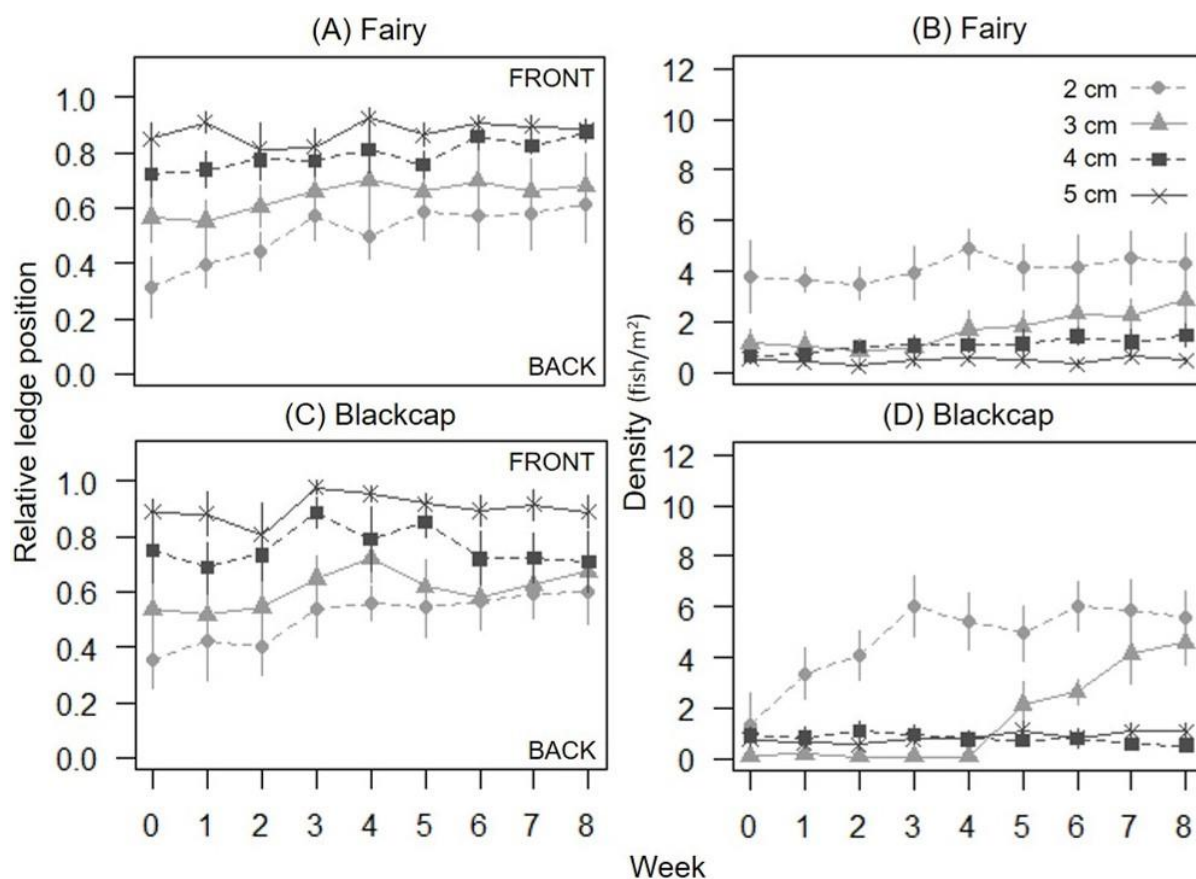 (A) Fairy
FRONT
1.0
0.8
0.6
0.4
0.2
0.0
BACK
(B) Fairy
12
10
8
6
4
2
0
2 cm
3 cm
4 cm
5 cm
Relative ledge position
Density (fish/m²)
(C) Blackcap
FRONT
1.0
0.8
0.6
0.4
0.2
0.0
BACK
0 1 2 3 4 5 6 7 8
(D) Blackcap
12
10
8
6
4
2
0
0 1 2 3 4 5 6 7 8
Week